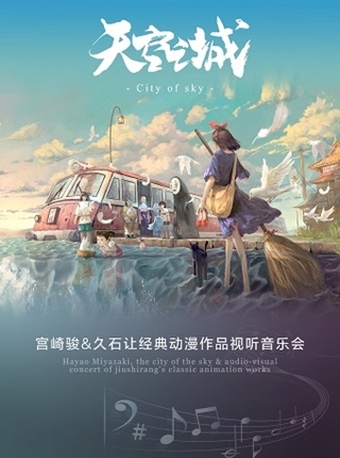 天空之城
- City of sky -
宫崎骏&久石让经典动漫作品视听音乐会
Hayao Miyazaki, the city of the sky & audio-visual
concert of jiushirang's classic animation works